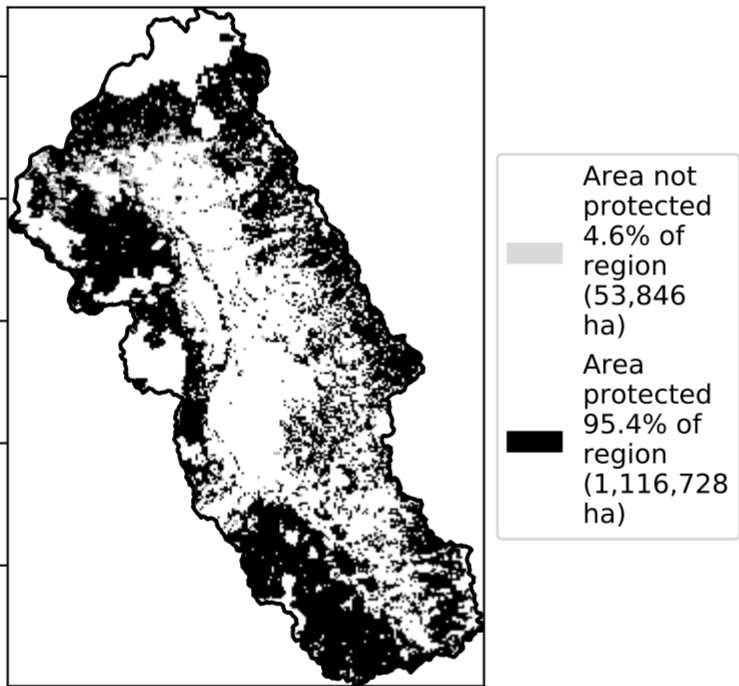 Area not
protected
4.6% of
region
(53,846
ha)
Area
protected
95.4% of
region
(1,116,728
ha)